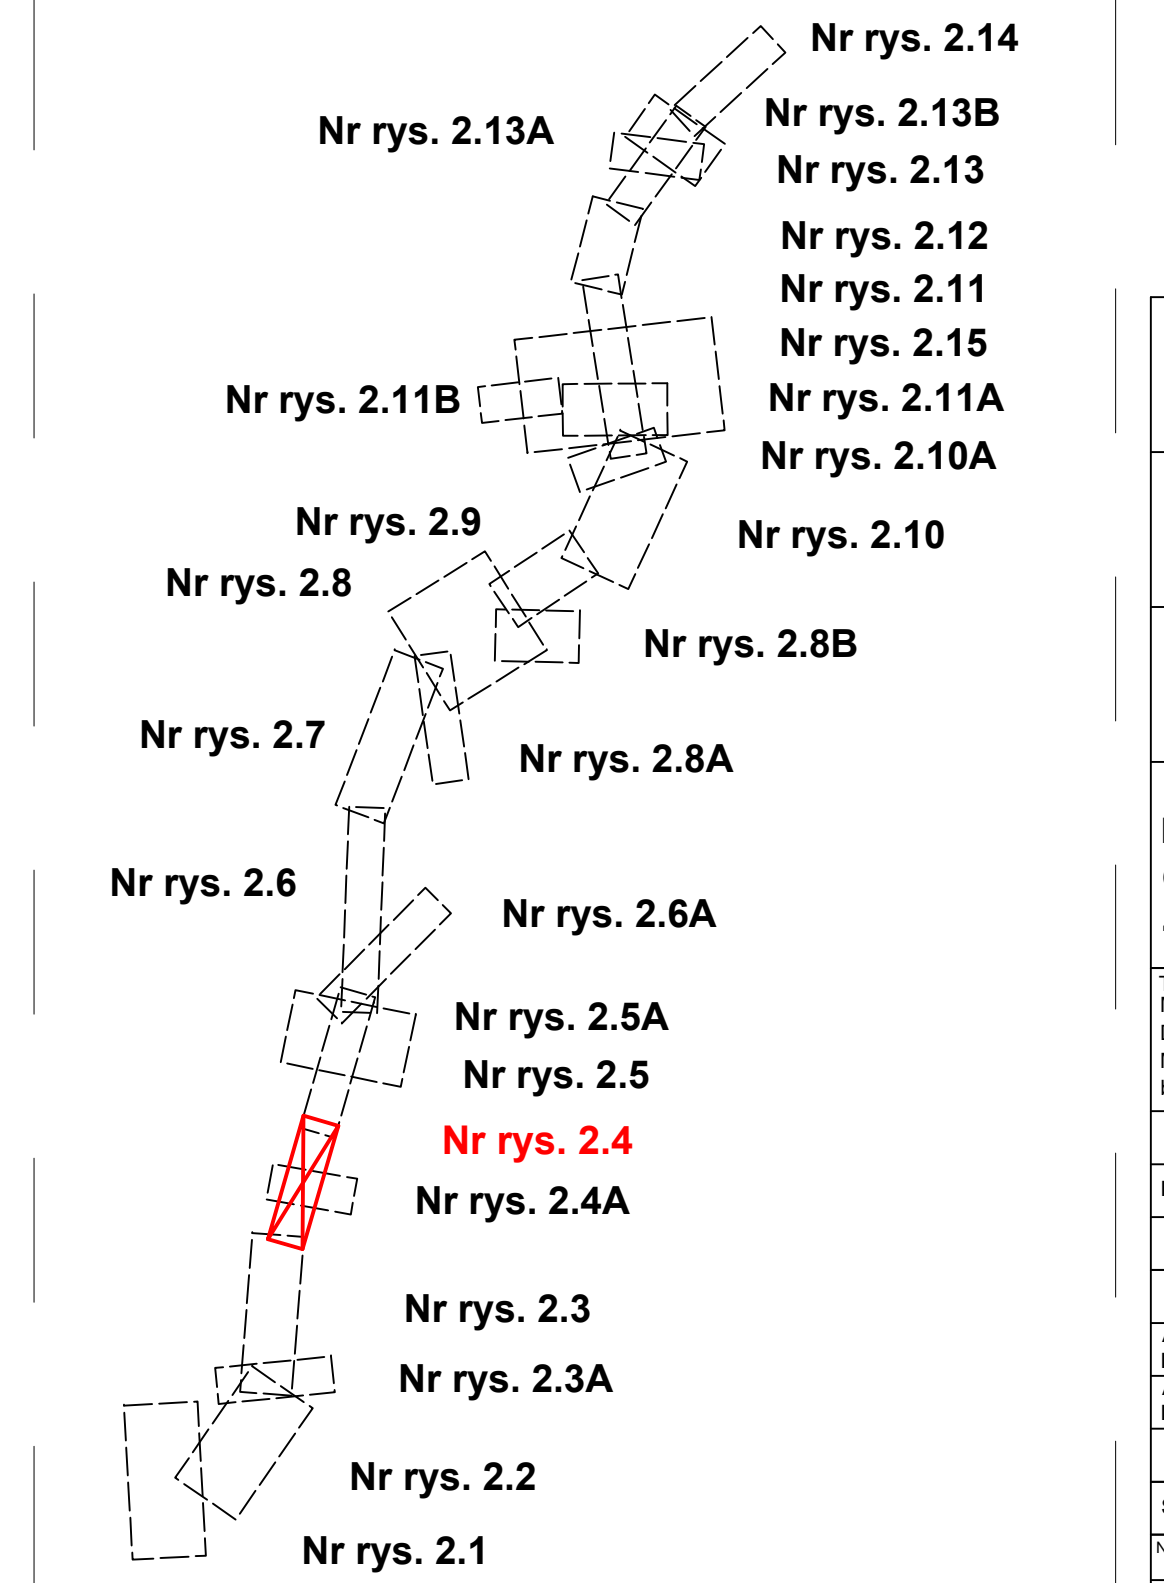 Nr rys. 2.14
Nr rys. 2.13B
Nr rys. 2.13A
Nr rys. 2.13
Nr rys. 2.12
Nr rys. 2.11
Nr rys. 2.15
Nr rys. 2.11B
Nr rys. 2.11A
Nr rys. 2.10A
Nr rys. 2.9
Nr rys. 2.10
Nr rys. 2.8
Nr rys. 2.8B
Nr rys. 2.7
Nr rys. 2.8A
Nr rys. 2.6
Nr rys. 2.6A
Nr rys. 2.5A
Nr rys. 2.5
Nr rys. 2.4
Nr rys. 2.4A
Nr rys. 2.3
Nr rys. 2.3A
Nr rys. 2.2
Nr rys. 2.1